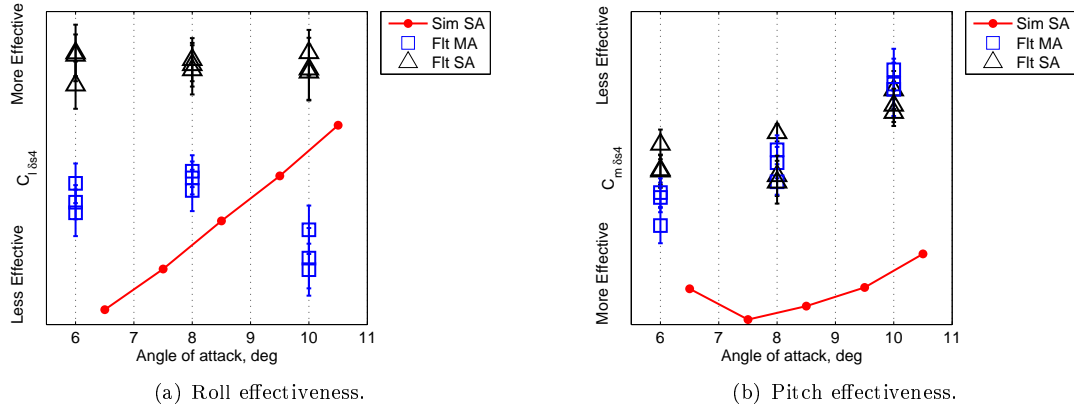 More Effective
C l δs4
Less Effective
6 7 8 9 10 11
Angle of attack, deg
Sim SA
Flt MA
Flt SA
(a) Roll effectiveness.
Less Effective
C m δs4
More Effective
6 7 8 9 10 11
Angle of attack, deg
Sim SA
Flt MA
Flt SA
(b) Pitch effectiveness.